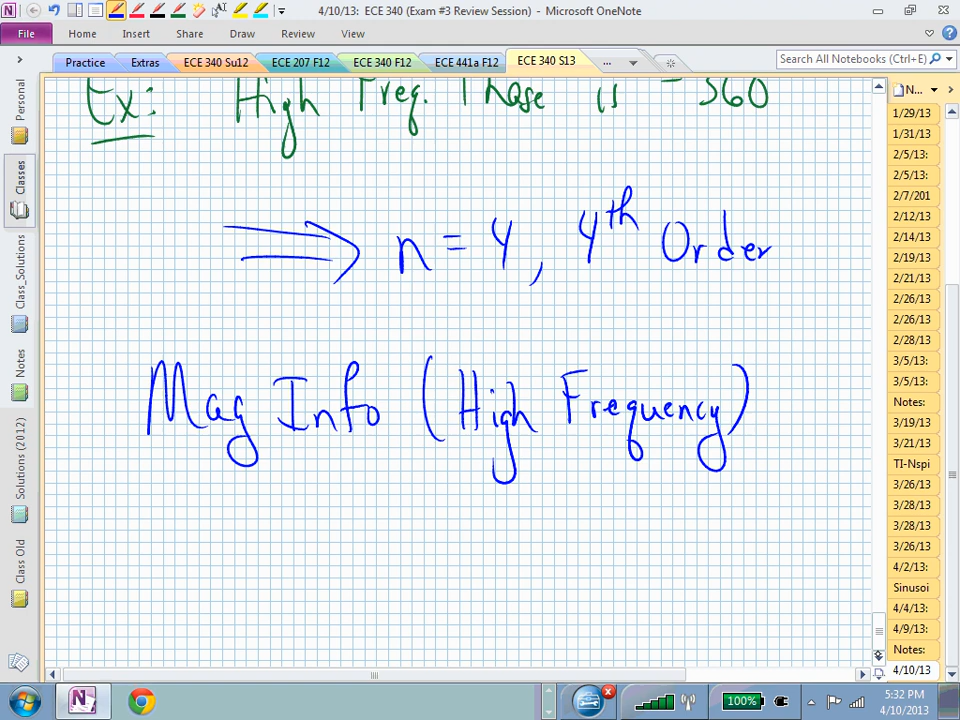 4/10/13: ECE 340 (Exam #3 Review Session) - Microsoft OneNote
File Home Insert Share Draw Review View
Practice Extras ECE 340 Su12 ECE 207 F12 ECE 340 F12 ECE 441a F12 ECE 340 S13 ... Search All Notebooks (Ctrl+E)
Personal
Classes
Class_Solutions
Notes
Solutions (2012)
Class Old
Ex: High Freq. Phase is -360
⇒ n = 4, 4th Order
Mag Info (High Frequency)
N...
1/29/13
1/31/13
2/5/13:
2/5/13:
2/7/201
2/12/13
2/14/13
2/19/13
2/21/13
2/26/13
2/26/13
2/28/13
3/5/13:
3/5/13:
Notes:
3/19/13
3/21/13
TI-Nspi
3/26/13
3/28/13
3/28/13
3/26/13
4/2/13:
Sinusoi
4/4/13:
4/9/13:
Notes:
4/10/13
100%
5:32 PM
4/10/2013